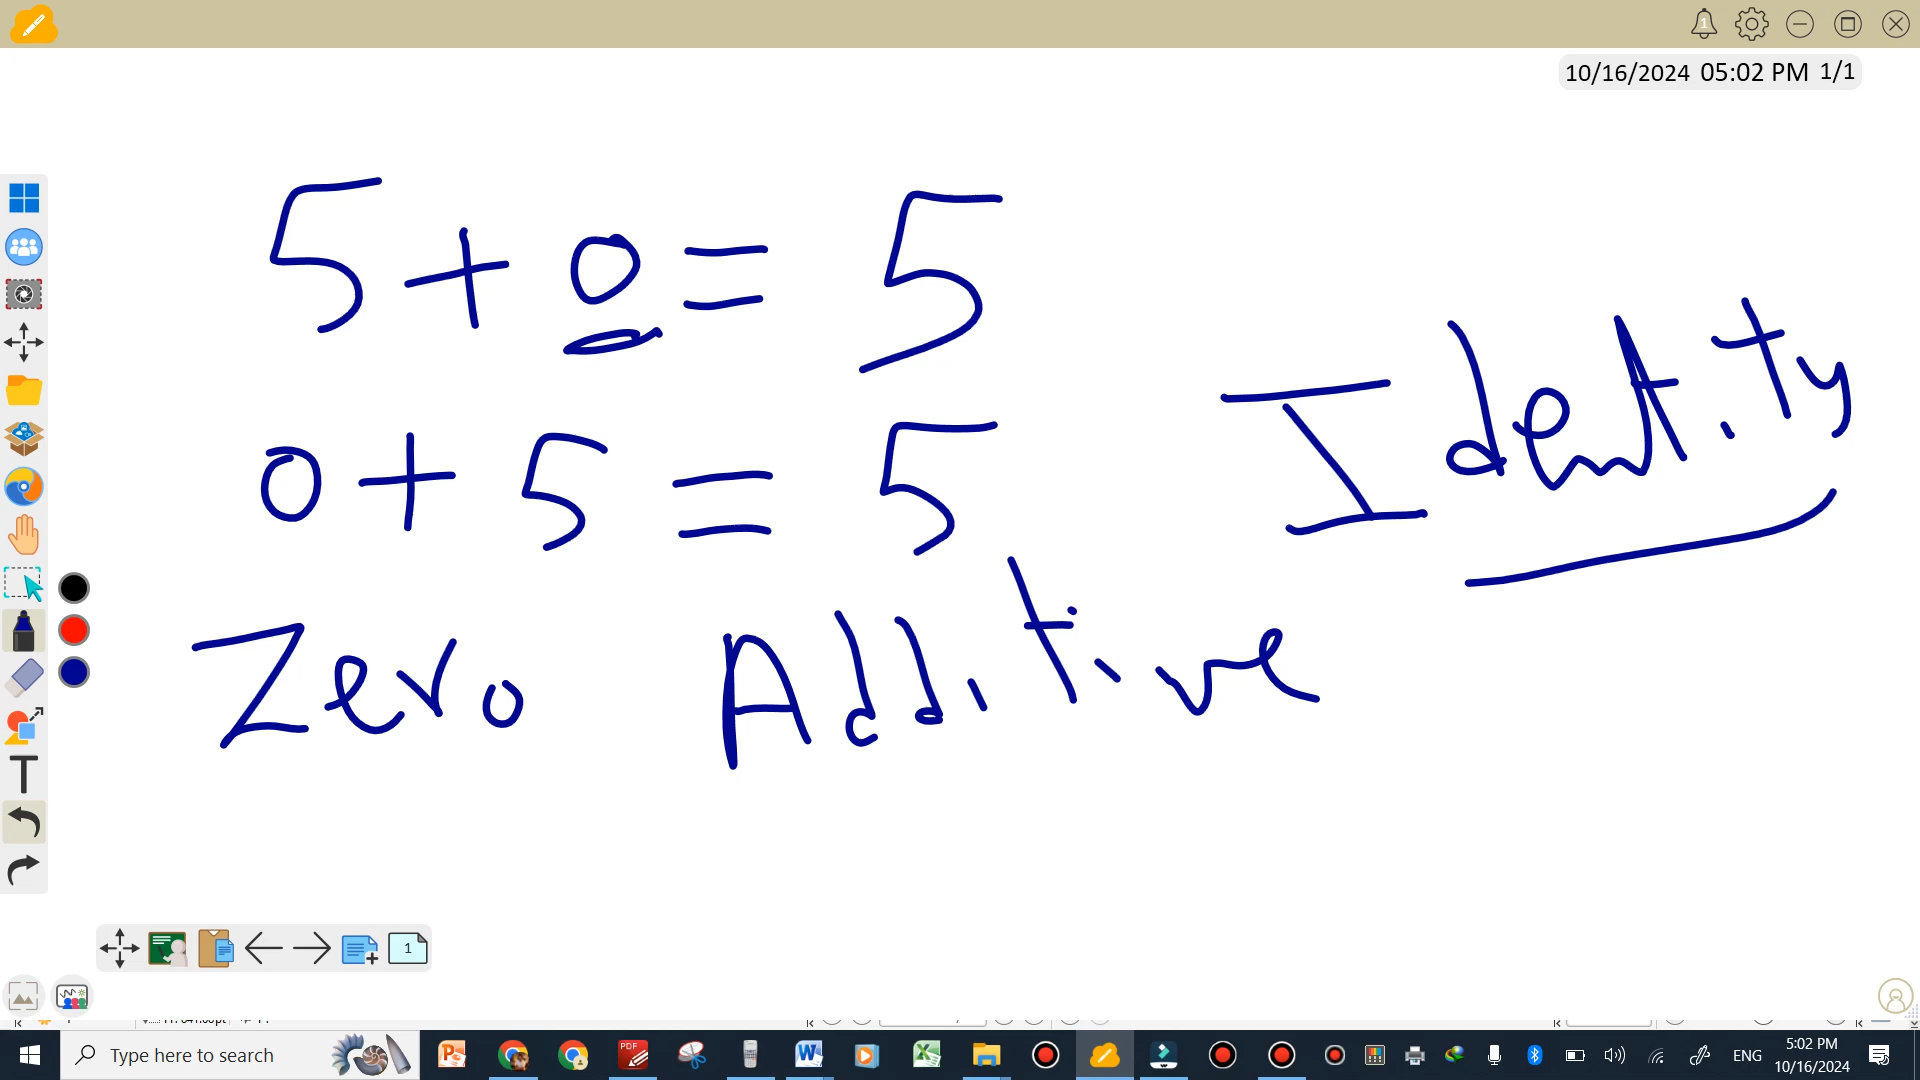 10/16/2024 05:02 PM 1/1
5 + 0 = 5
Identity
0 + 5 = 5
Zero Additive
1
Type here to search
ENG
5:02 PM
10/16/2024